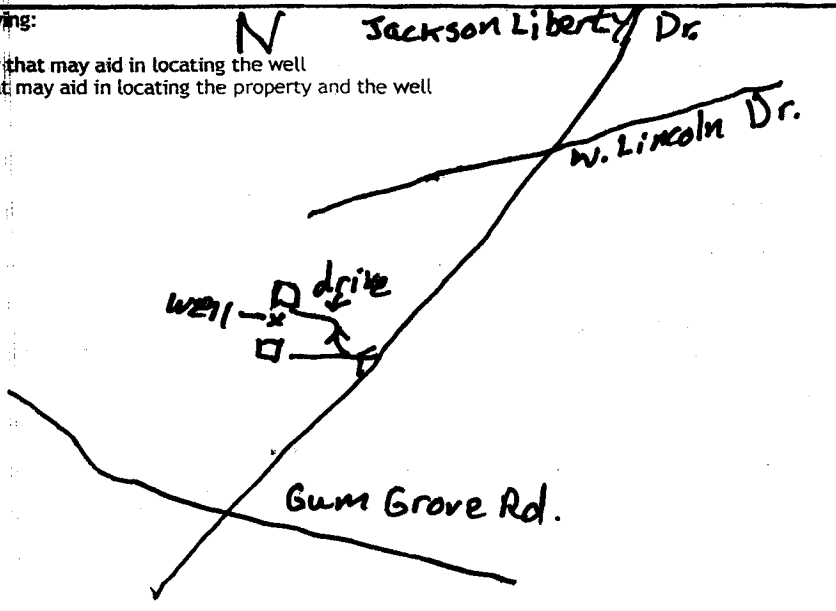 ving:
N
Jackson Liberty Dr.
that may aid in locating the well
t may aid in locating the property and the well
W. Lincoln Dr.
drive
well
Gum Grove Rd.